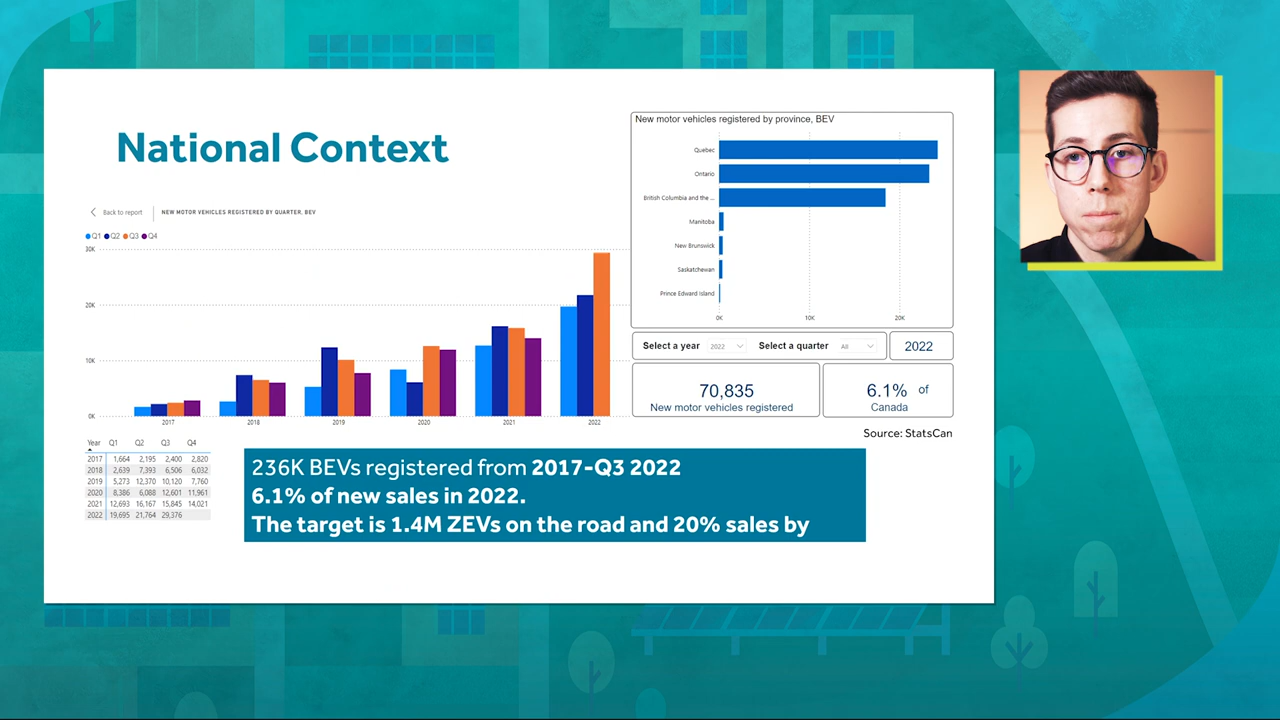 National Context
Back to report
NEW MOTOR VEHICLES REGISTERED BY QUARTER, BEV
Q1 Q2 Q3 Q4
30K
20K
10K
0K
2017 2018 2019 2020 2021 2022
Year Q1 Q2 Q3 Q4
2017 1,664 2,195 2,400 2,820
2018 2,639 7,393 6,506 6,032
2019 5,273 12,370 10,120 7,760
2020 8,386 6,088 12,601 11,961
2021 12,693 16,167 15,845 14,021
2022 19,695 21,764 29,376
New motor vehicles registered by province, BEV
Quebec
Ontario
British Columbia and the ...
Manitoba
New Brunswick
Saskatchewan
Prince Edward Island
0K 10K 20K
Select a year 2022 Select a quarter All
2022
70,835
New motor vehicles registered
6.1% of
Canada
Source: StatsCan
236K BEVs registered from 2017-Q3 2022
6.1% of new sales in 2022.
The target is 1.4M ZEVs on the road and 20% sales by